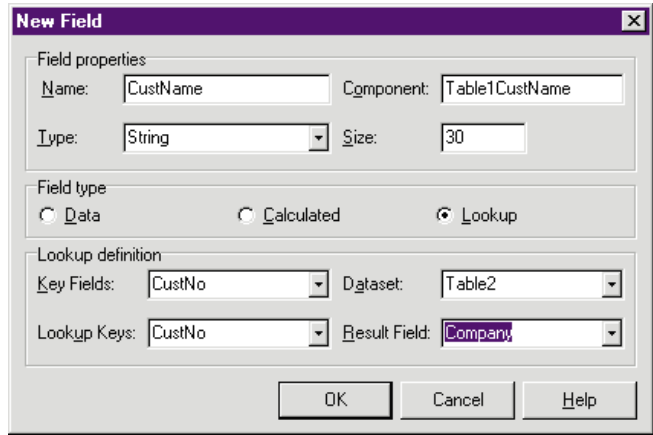 New Field
Field properties
Name: CustName Component: Table1CustName
Type: String Size: 30
Field type
Data Calculated Lookup
Lookup definition
Key Fields: CustNo Dataset: Table2
Lookup Keys: CustNo Result Field: Company
OK Cancel Help